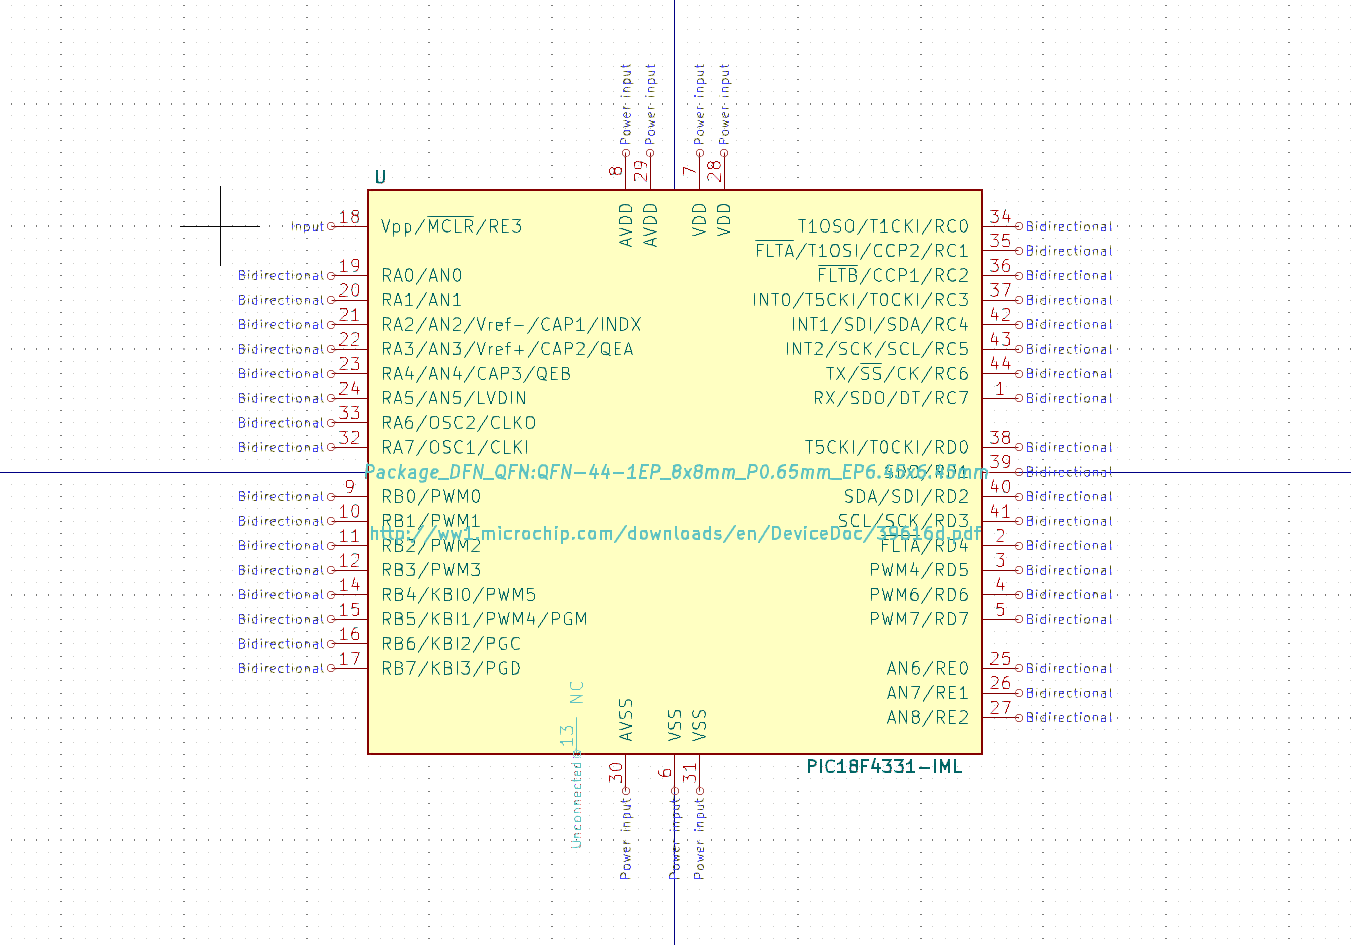 Power input
Power input
Power input
Power input
8
29
7
28
U
AVDD
AVDD
VDD
VDD
Input 18 Vpp/MCLR/RE3
Bidirectional 19 RA0/AN0
Bidirectional 20 RA1/AN1
Bidirectional 21 RA2/AN2/Vref-/CAP1/INDX
Bidirectional 22 RA3/AN3/Vref+/CAP2/QEA
Bidirectional 23 RA4/AN4/CAP3/QEB
Bidirectional 24 RA5/AN5/LVDIN
Bidirectional 33 RA6/OSC2/CLKO
Bidirectional 32 RA7/OSC1/CLKI
Bidirectional 9 RB0/PWM0
Bidirectional 10 RB1/PWM1
Bidirectional 11 RB2/PWM2
Bidirectional 12 RB3/PWM3
Bidirectional 14 RB4/KBI0/PWM5
Bidirectional 15 RB5/KBI1/PWM4/PGM
Bidirectional 16 RB6/KBI2/PGC
Bidirectional 17 RB7/KBI3/PGD
T1OSO/T1CKI/RC0 34 Bidirectional
FLTA/T1OSI/CCP2/RC1 35 Bidirectional
FLTB/CCP1/RC2 36 Bidirectional
INT0/T5CKI/T0CKI/RC3 37 Bidirectional
INT1/SDI/SDA/RC4 42 Bidirectional
INT2/SCK/SCL/RC5 43 Bidirectional
TX/SS/CK/RC6 44 Bidirectional
RX/SDO/DT/RC7 1 Bidirectional
T5CKI/T0CKI/RD0 38 Bidirectional
SDO/RD1 39 Bidirectional
SDA/SDI/RD2 40 Bidirectional
SCL/SCK/RD3 41 Bidirectional
FLTA/RD4 2 Bidirectional
PWM4/RD5 3 Bidirectional
PWM6/RD6 4 Bidirectional
PWM7/RD7 5 Bidirectional
AN6/RE0 25 Bidirectional
AN7/RE1 26 Bidirectional
AN8/RE2 27 Bidirectional
Package_DFN_QFN:QFN-44-1EP_8x8mm_P0.65mm_EP6.45x6.45mm
http://ww1.microchip.com/downloads/en/DeviceDoc/39616d.pdf
NC
13
Unconnected
AVSS
VSS
VSS
30
6
31
PIC18F4331-IML
Power input
Power input
Power input